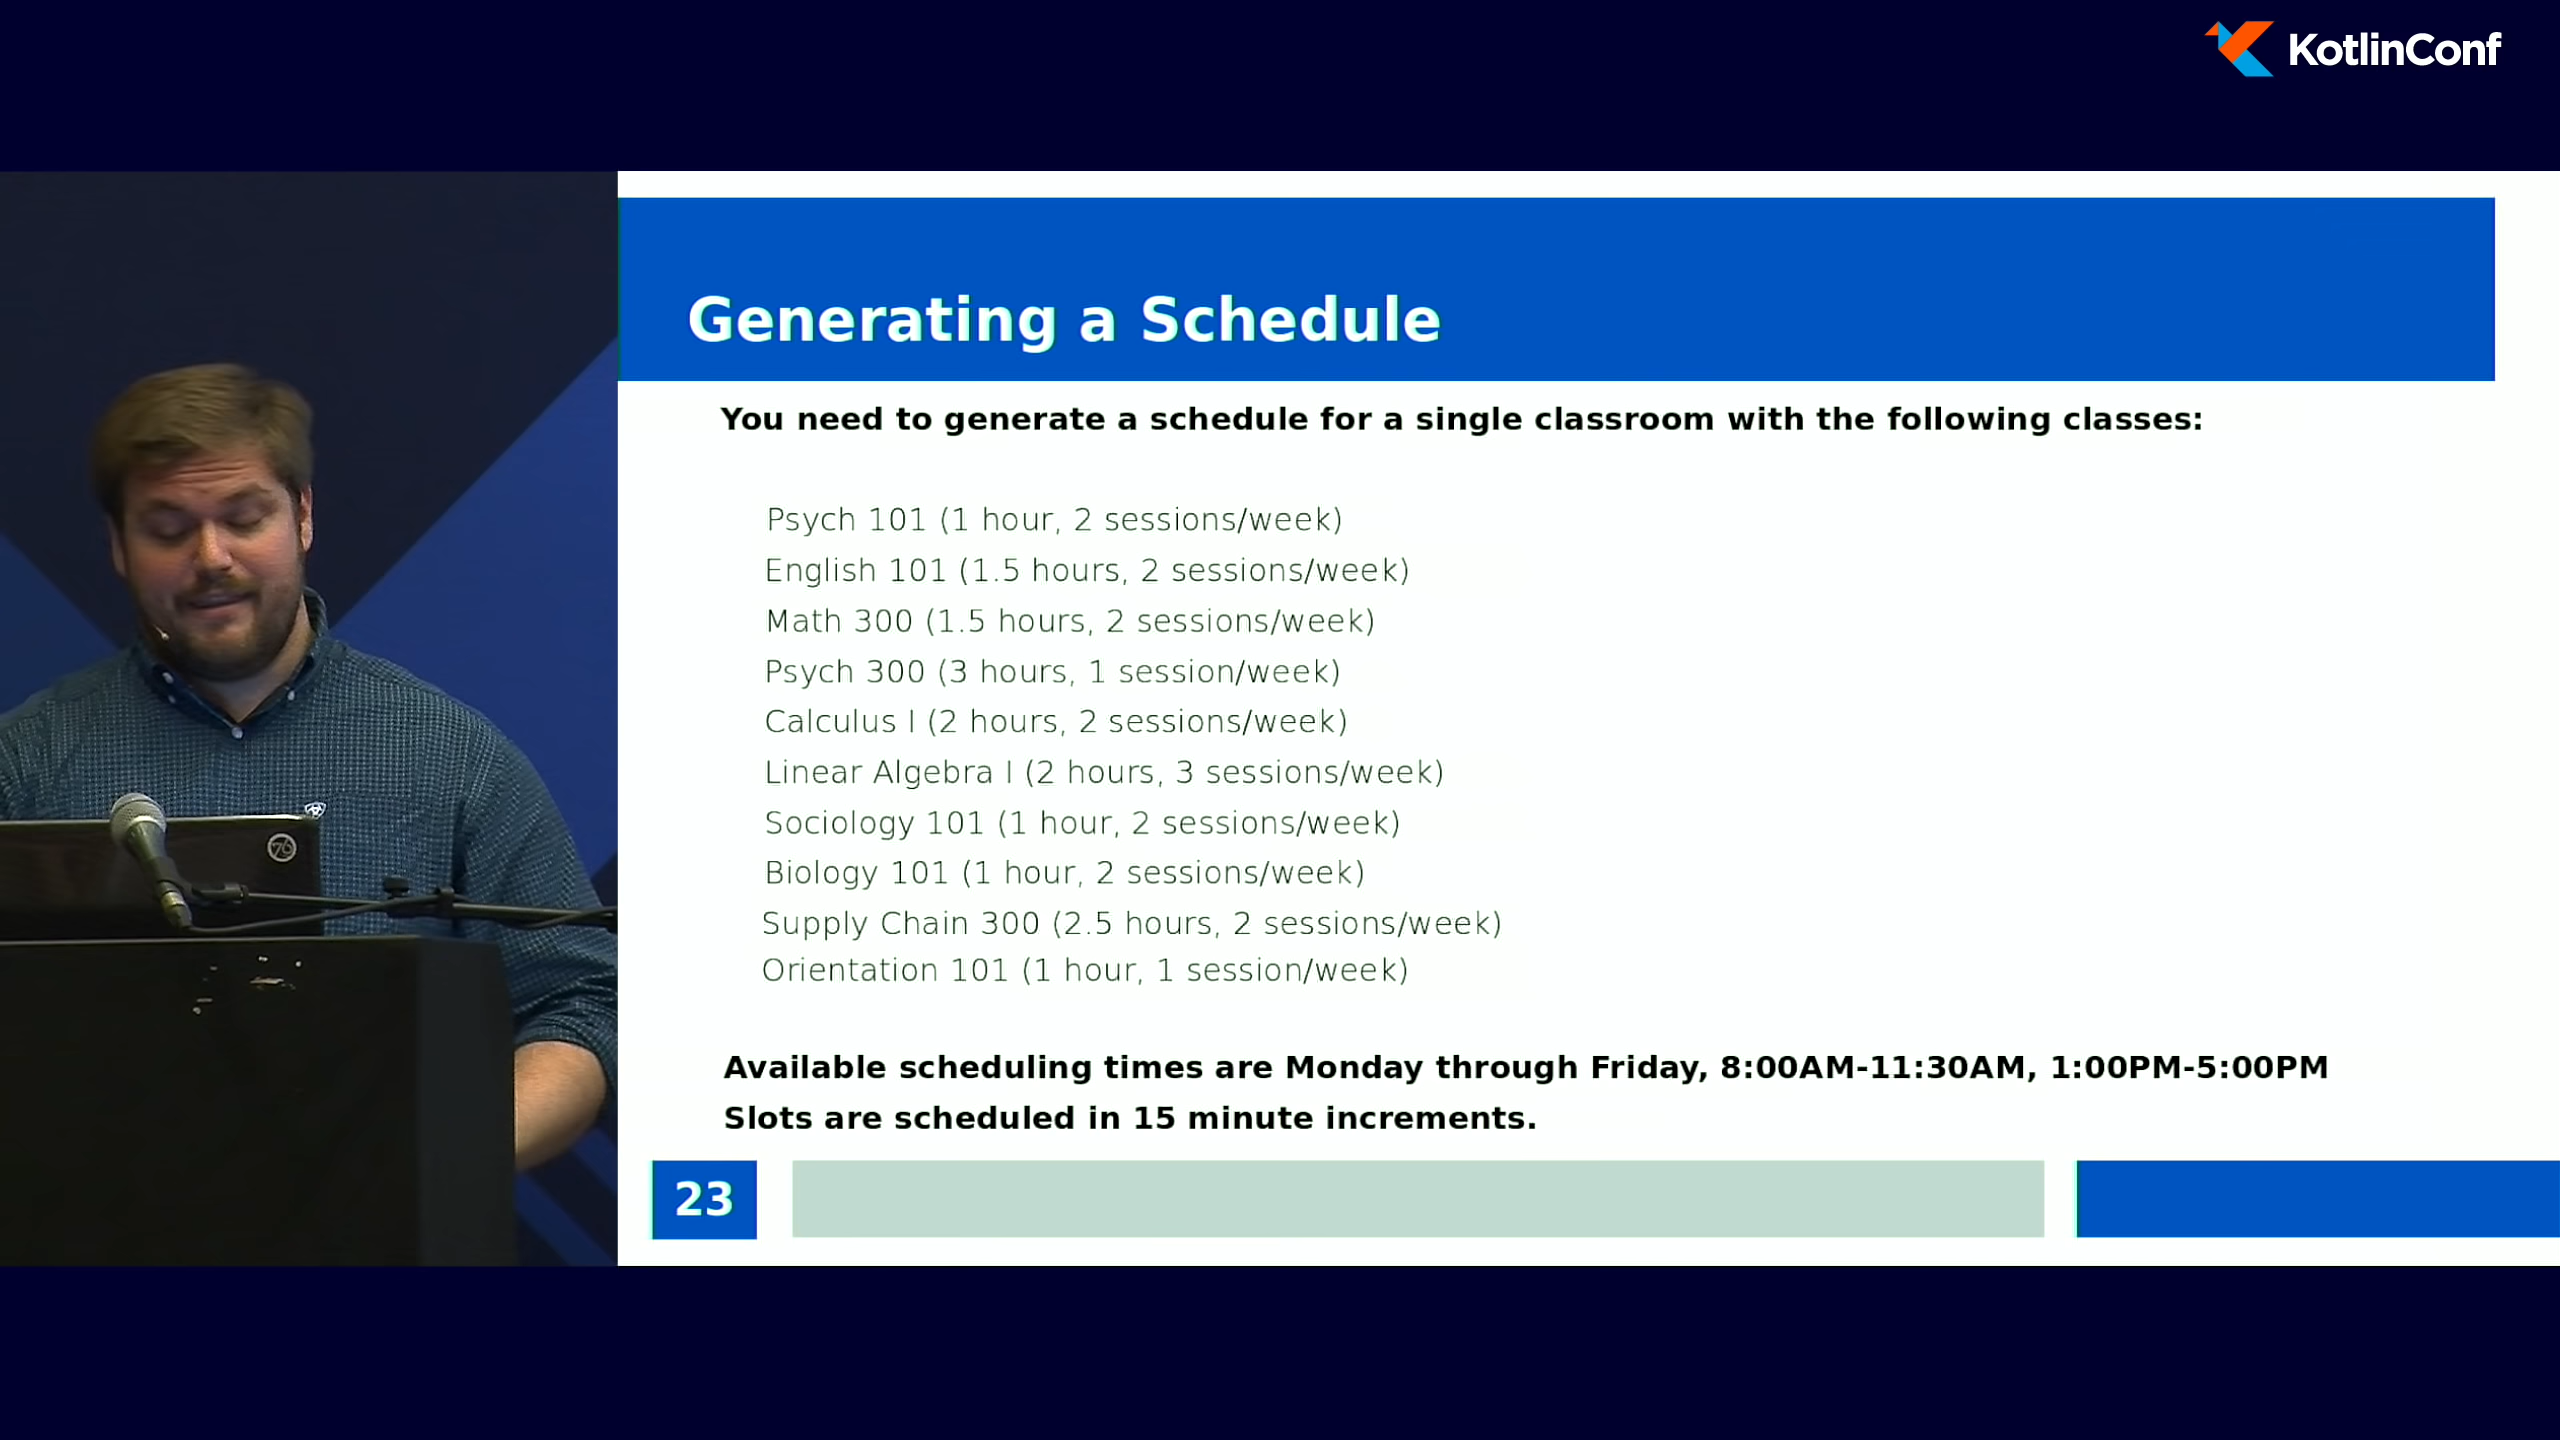 KotlinConf
Generating a Schedule
You need to generate a schedule for a single classroom with the following classes:
Psych 101 (1 hour, 2 sessions/week)
English 101 (1.5 hours, 2 sessions/week)
Math 300 (1.5 hours, 2 sessions/week)
Psych 300 (3 hours, 1 session/week)
Calculus I (2 hours, 2 sessions/week)
Linear Algebra I (2 hours, 3 sessions/week)
Sociology 101 (1 hour, 2 sessions/week)
Biology 101 (1 hour, 2 sessions/week)
Supply Chain 300 (2.5 hours, 2 sessions/week)
Orientation 101 (1 hour, 1 session/week)
Available scheduling times are Monday through Friday, 8:00AM-11:30AM, 1:00PM-5:00PM
Slots are scheduled in 15 minute increments.
23
76